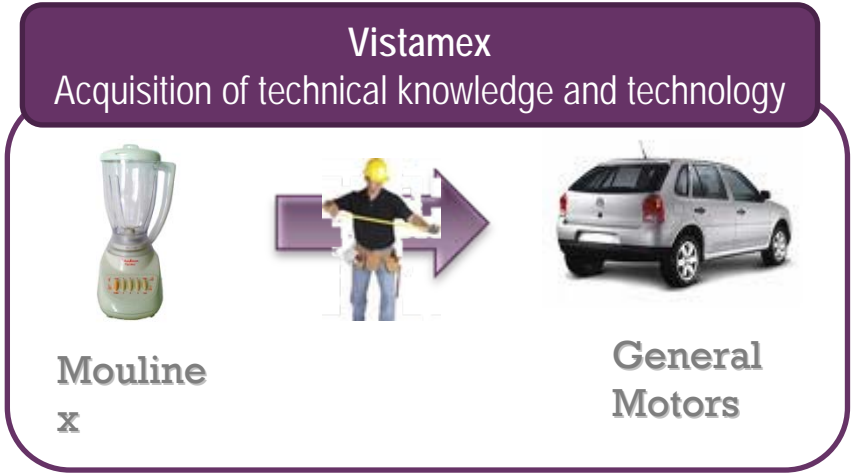 Vistamex
Acquisition of technical knowledge and technology
Mouline
x
General
Motors